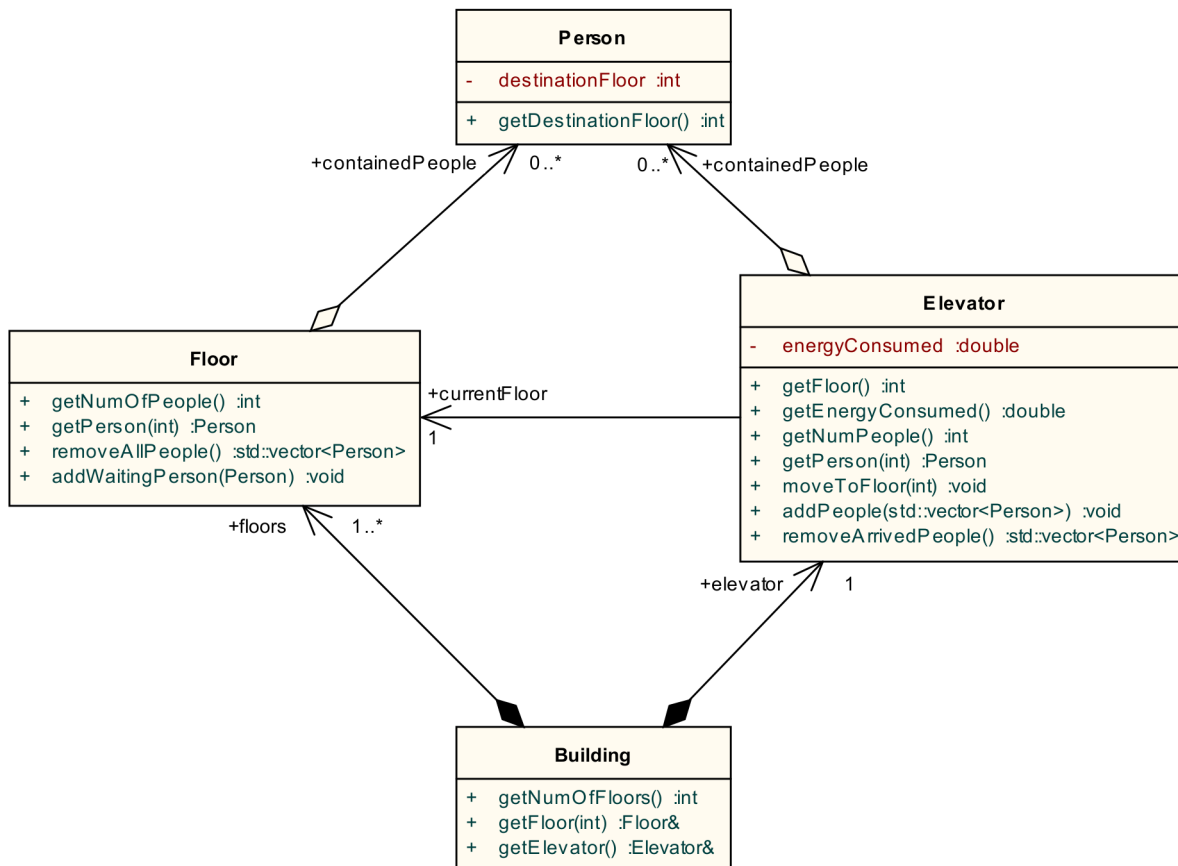 Person
- destinationFloor :int
+ getDestinationFloor() :int
+containedPeople 0..*
0..* +containedPeople
Elevator
- energyConsumed :double
+ getFloor() :int
+ getEnergyConsumed() :double
+ getNumPeople() :int
+ getPerson(int) :Person
+ moveToFloor(int) :void
+ addPeople(std::vector<Person>) :void
+ removeArrivedPeople() :std::vector<Person>
Floor
+ getNumOfPeople() :int
+ getPerson(int) :Person
+ removeAllPeople() :std::vector<Person>
+ addWaitingPerson(Person) :void
+currentFloor
1
+floors 1..*
+elevator 1
Building
+ getNumOfFloors() :int
+ getFloor(int) :Floor&
+ getElevator() :Elevator&